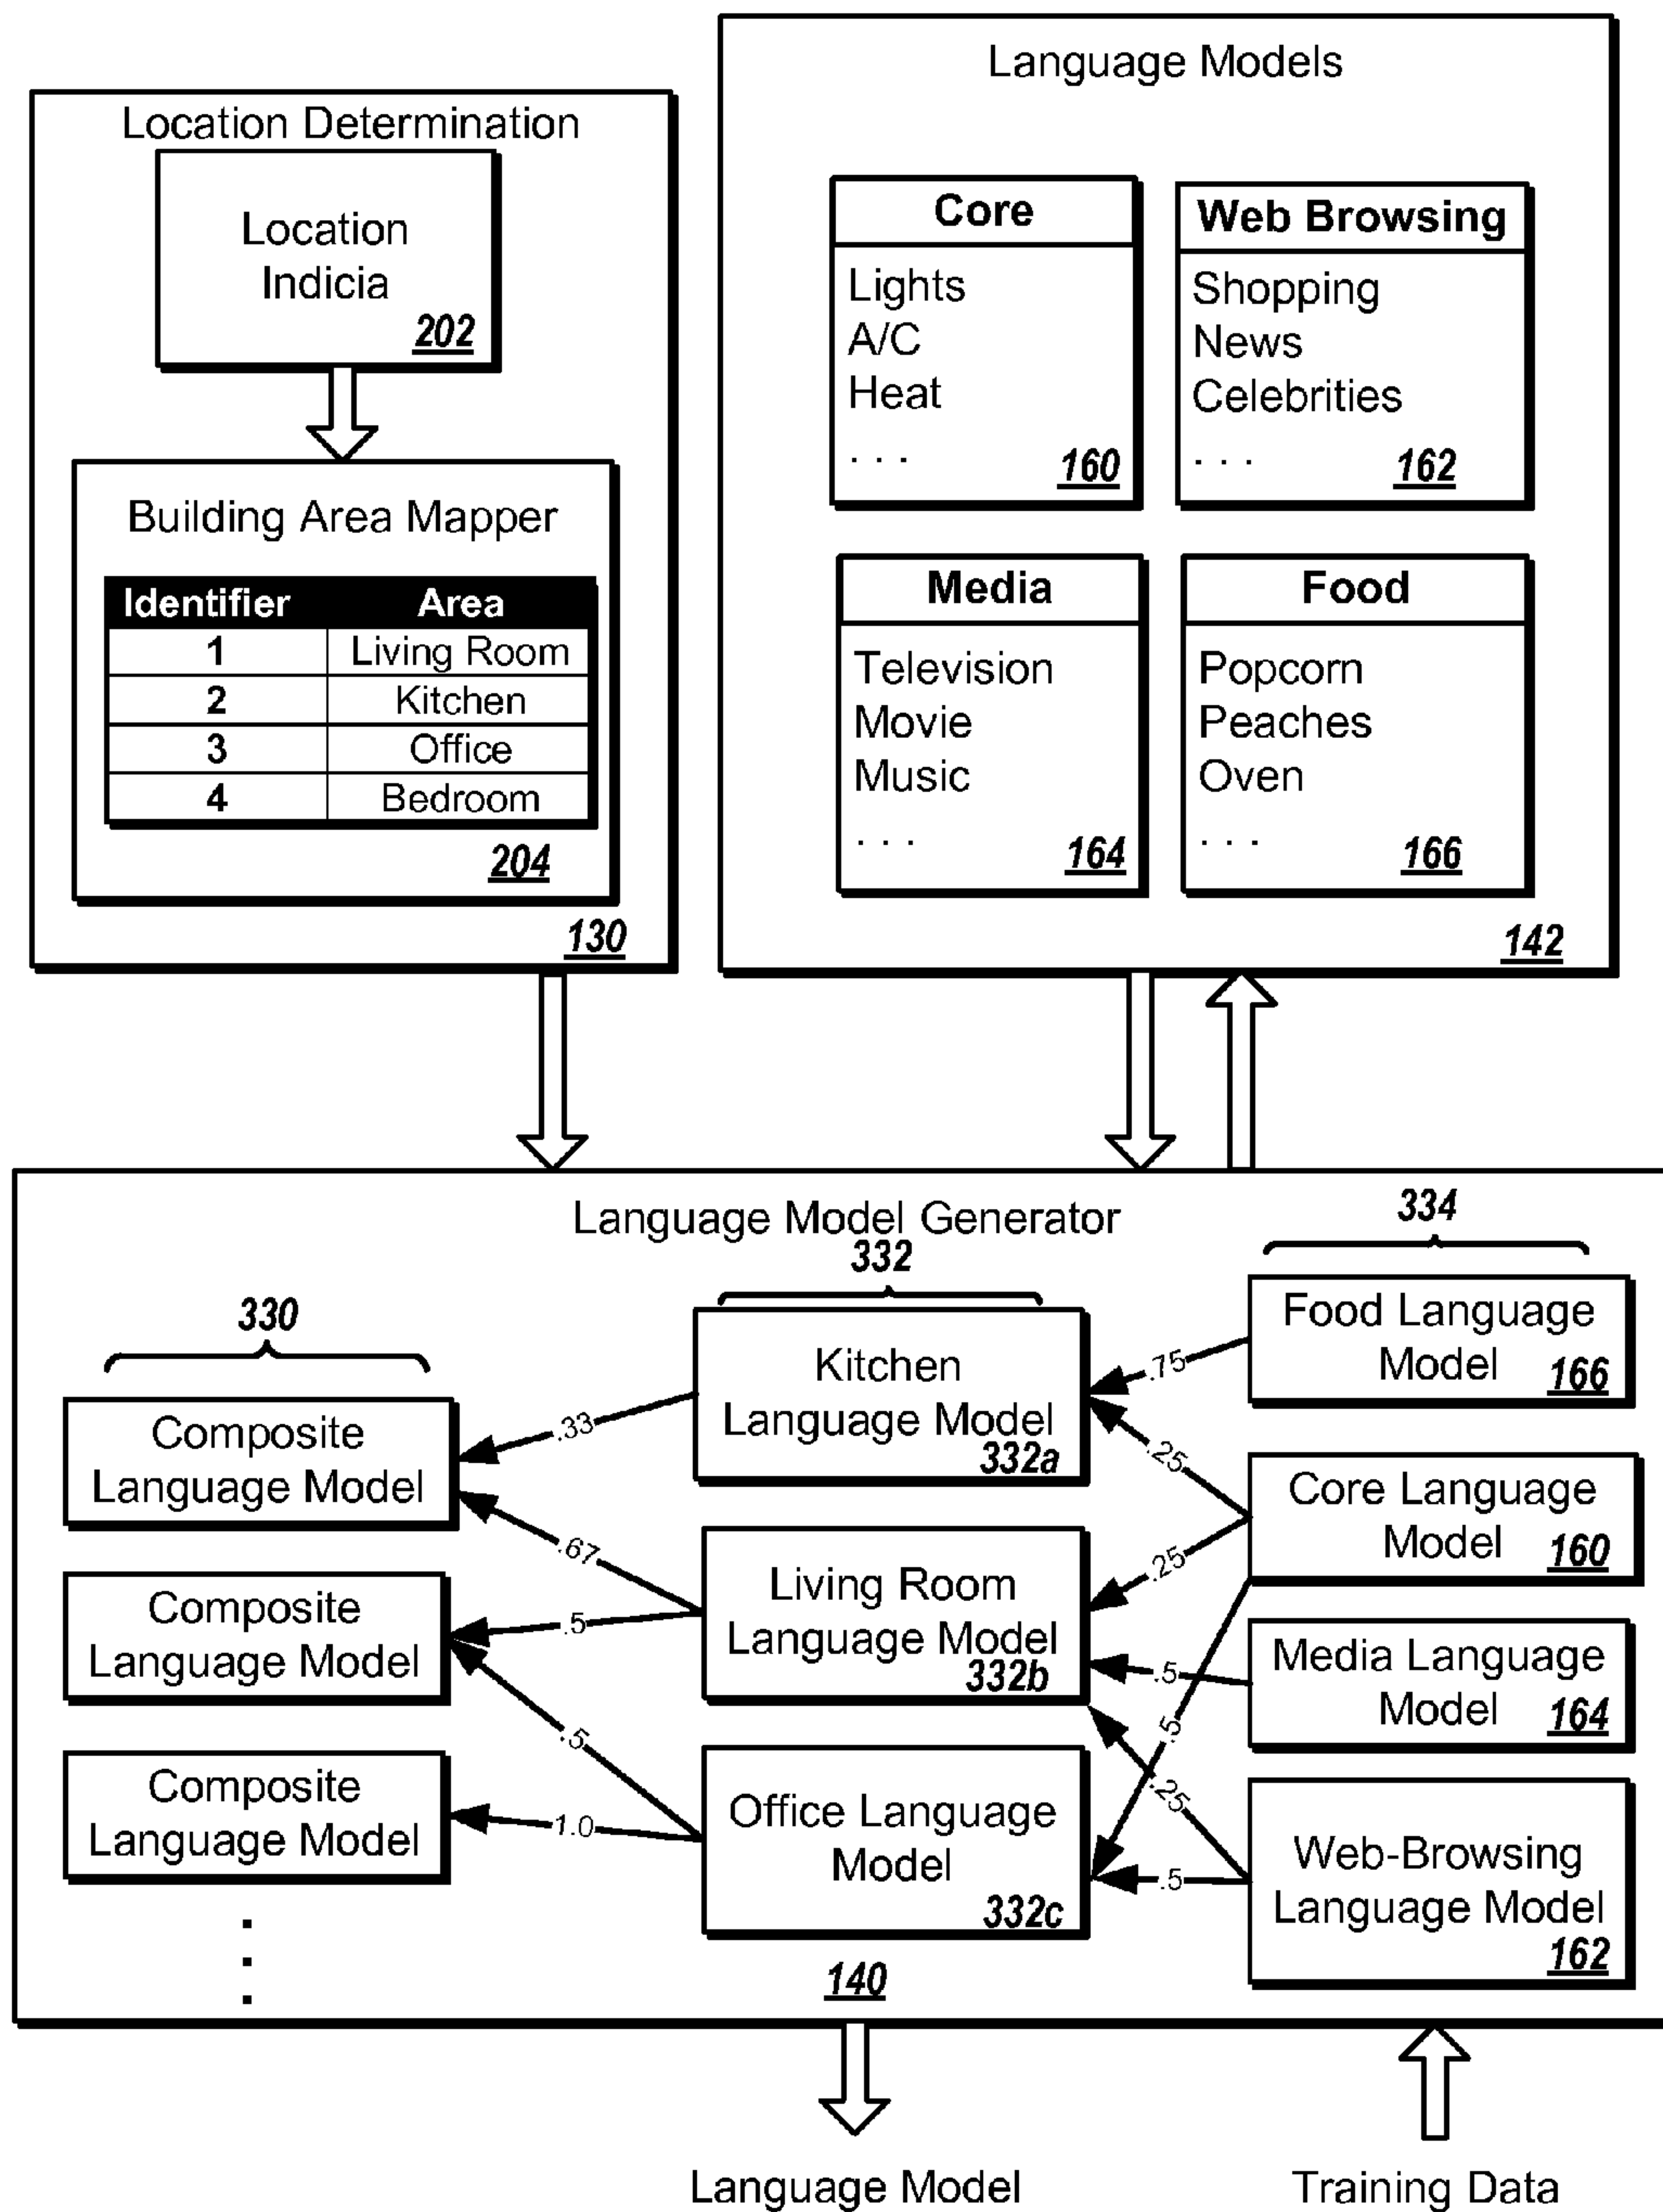 Language Models
Location Determination
Location
Indicia
202
Building Area Mapper
Identifier Area
1 Living Room
2 Kitchen
3 Office
4 Bedroom
204
130
Core
Lights
A/C
Heat
. . .
160
Web Browsing
Shopping
News
Celebrities
. . .
162
Media
Television
Movie
Music
. . .
164
Food
Popcorn
Peaches
Oven
. . .
166
142
Language Model Generator
330
332
334
Composite
Language Model
Composite
Language Model
Composite
Language Model
.33
.67
.5
.5
1.0
Kitchen
Language Model
332a
Living Room
Language Model
332b
Office Language
Model
332c
.75
.25
.25
.5
.5
.25
.5
Food Language
Model
166
Core Language
Model
160
Media Language
Model
164
Web-Browsing
Language Model
162
140
Language Model
Training Data